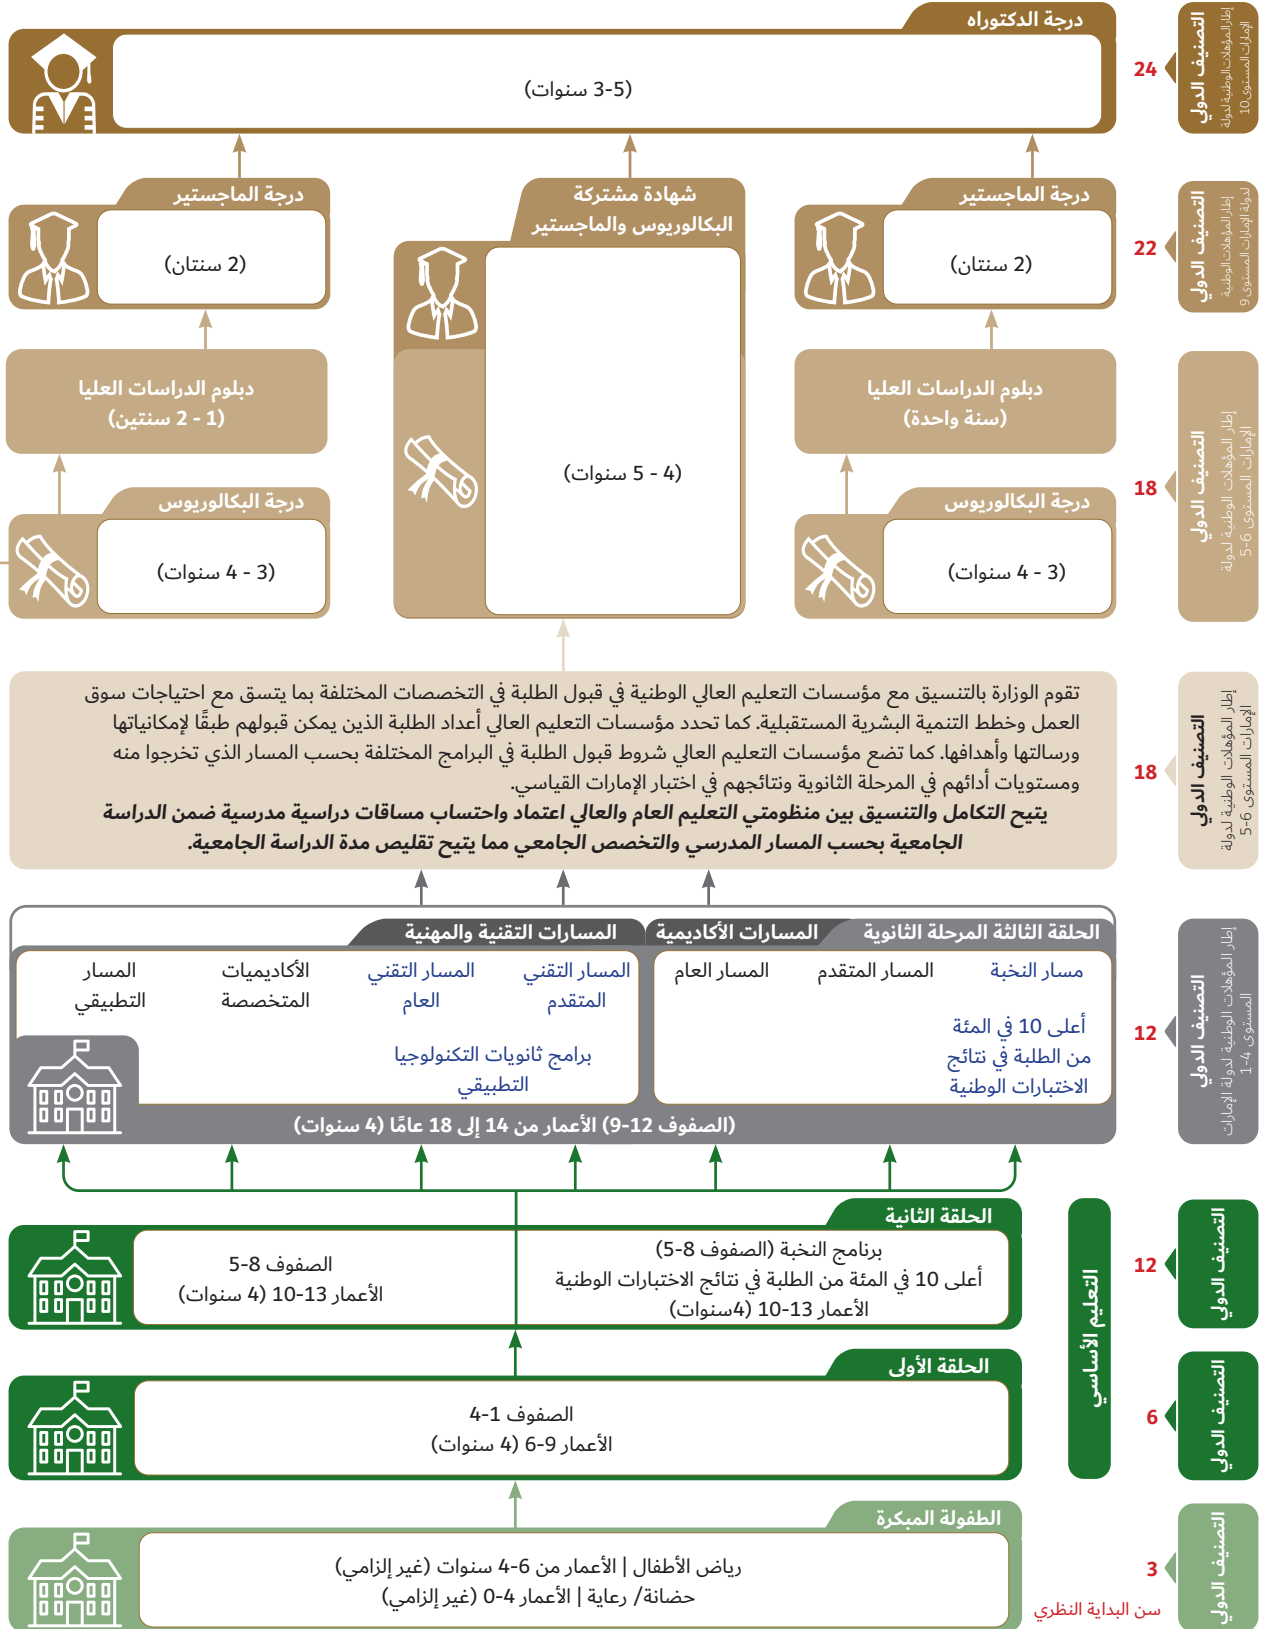 درجة الدكتوراه
(3-5 سنوات)
24
التصنيف الدولي
إطار المؤهلات الوطنية لدولة
الإمارات المستوى 10
درجة الماجستير
(2 سنتان)
شهادة مشتركة
البكالوريوس والماجستير
(4 - 5 سنوات)
درجة الماجستير
(2 سنتان)
22
التصنيف الدولي
إطار المؤهلات الوطنية
لدولة الإمارات المستوى 9
دبلوم الدراسات العليا
(سنة واحدة)
دبلوم الدراسات العليا
(1 - 2 سنتين)
درجة البكالوريوس
(3 - 4 سنوات)
درجة البكالوريوس
(3 - 4 سنوات)
18
التصنيف الدولي
إطار المؤهلات الوطنية لدولة
الإمارات المستوى 6-5
تقوم الوزارة بالتنسيق مع مؤسسات التعليم العالي الوطنية في قبول الطلبة في التخصصات المختلفة بما يتسق مع احتياجات سوق
العمل وخطط التنمية البشرية المستقبلية. كما تحدد مؤسسات التعليم العالي أعداد الطلبة الذين يمكن قبولهم طبقًا لإمكانياتها
ورسالتها وأهدافها. كما تضع مؤسسات التعليم العالي شروط قبول الطلبة في البرامج المختلفة بحسب المسار الذي تخرجوا منه
ومستويات أدائهم في المرحلة الثانوية ونتائجهم في اختبار الإمارات القياسي.
يتيح التكامل والتنسيق بين منظومتي التعليم العام والعالي اعتماد واحتساب مساقات دراسية مدرسية ضمن الدراسة
الجامعية بحسب المسار المدرسي والتخصص الجامعي مما يتيح تقليص مدة الدراسة الجامعية.
18
التصنيف الدولي
إطار المؤهلات الوطنية لدولة
الإمارات المستوى 6-5
الحلقة الثالثة المرحلة الثانوية
المسارات الأكاديمية
المسارات التقنية والمهنية
مسار النخبة
أعلى 10 في المئة
من الطلبة في نتائج
الاختبارات الوطنية
المسار المتقدم
المسار العام
المسار التقني
المتقدم
المسار التقني
العام
برامج ثانويات التكنولوجيا
التطبيقي
الأكاديميات
المتخصصة
المسار
التطبيقي
(الصفوف 12-9) الأعمار من 14 إلى 18 عامًا (4 سنوات)
12
التصنيف الدولي
إطار المؤهلات الوطنية لدولة الإمارات
المستوى 4-1
الحلقة الثانية
برنامج النخبة (الصفوف 8-5)
أعلى 10 في المئة من الطلبة في نتائج الاختبارات الوطنية
الأعمار 13-10 (4سنوات)
الصفوف 8-5
الأعمار 13-10 (4 سنوات)
12
التصنيف الدولي
التعليم الأساسي
الحلقة الأولى
الصفوف 1-4
الأعمار 9-6 (4 سنوات)
6
التصنيف الدولي
الطفولة المبكرة
رياض الأطفال | الأعمار من 6-4 سنوات (غير إلزامي)
حضانة/ رعاية | الأعمار 4-0 (غير إلزامي)
3
سن البداية النظري
التصنيف الدولي